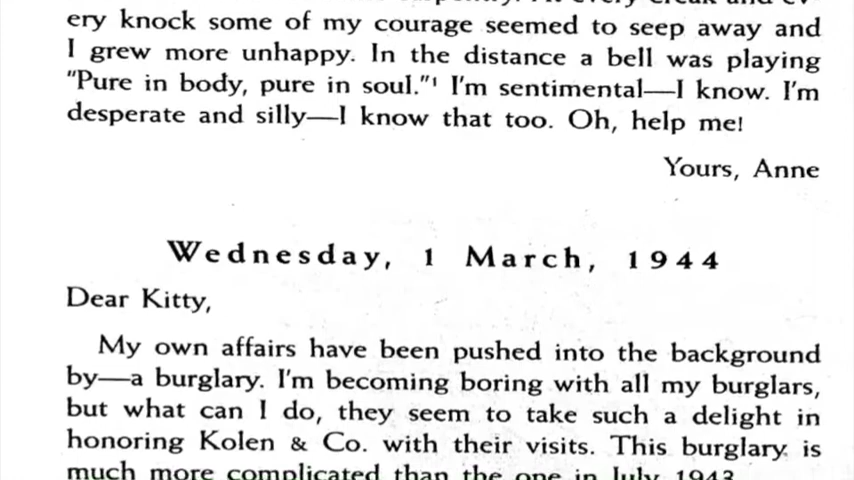 ery knock some of my courage seemed to seep away and
I grew more unhappy. In the distance a bell was playing
"Pure in body, pure in soul."¹ I'm sentimental—I know. I'm
desperate and silly—I know that too. Oh, help me!
Yours, Anne
Wednesday, 1 March, 1944
Dear Kitty,
My own affairs have been pushed into the background
by—a burglary. I'm becoming boring with all my burglars,
but what can I do, they seem to take such a delight in
honoring Kolen & Co. with their visits. This burglary is
much more complicated than the one in July 1943.